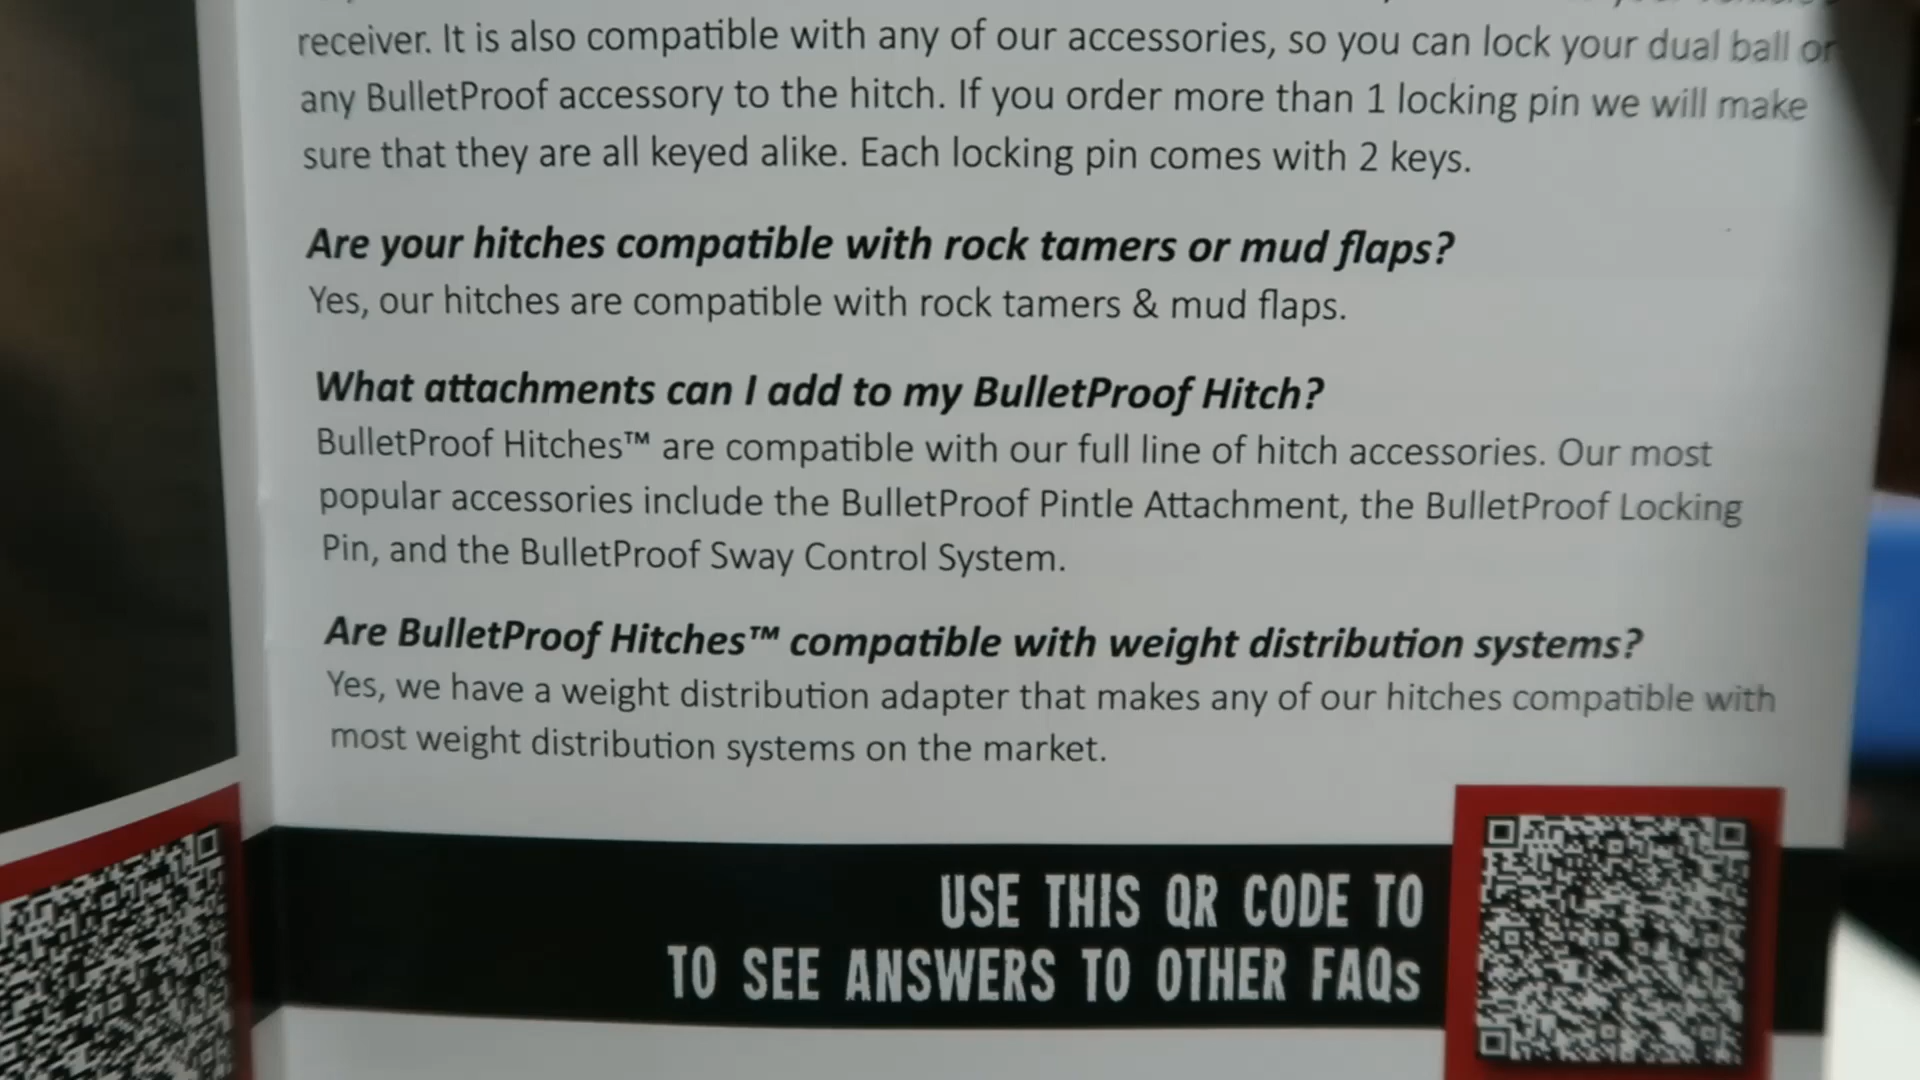 receiver. It is also compatible with any of our accessories, so you can lock your dual ball or
any BulletProof accessory to the hitch. If you order more than 1 locking pin we will make
sure that they are all keyed alike. Each locking pin comes with 2 keys.
Are your hitches compatible with rock tamers or mud flaps?
Yes, our hitches are compatible with rock tamers & mud flaps.
What attachments can I add to my BulletProof Hitch?
BulletProof Hitches™ are compatible with our full line of hitch accessories. Our most
popular accessories include the BulletProof Pintle Attachment, the BulletProof Locking
Pin, and the BulletProof Sway Control System.
Are BulletProof Hitches™ compatible with weight distribution systems?
Yes, we have a weight distribution adapter that makes any of our hitches compatible with
most weight distribution systems on the market.
USE THIS QR CODE TO
TO SEE ANSWERS TO OTHER FAQs